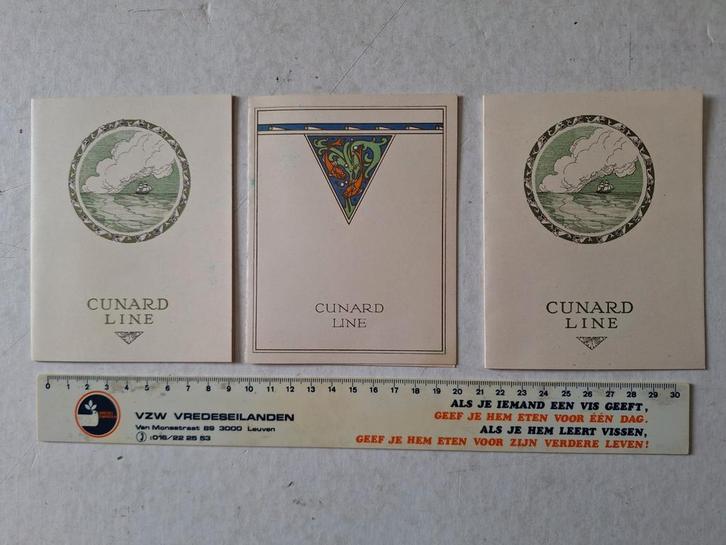 CUNARD
LINE
CUNARD
LINE
CUNARD
LINE
0 1 2 3 4 5 6 7 8 9 10 11 12 13 14 15 16 17 18 19 20 21 22 23 24 25 26 27 28 29 30
VZW VREDESEILANDEN
Van Monsstraat 89 3000 Leuven
:016/22 25 53
ALS JE IEMAND EEN VIS GEEFT,
GEEF JE HEM ETEN VOOR ÉÉN DAG.
ALS JE HEM LEERT VISSEN,
GEEF JE HEM ETEN VOOR ZIJN VERDERE LEVEN!